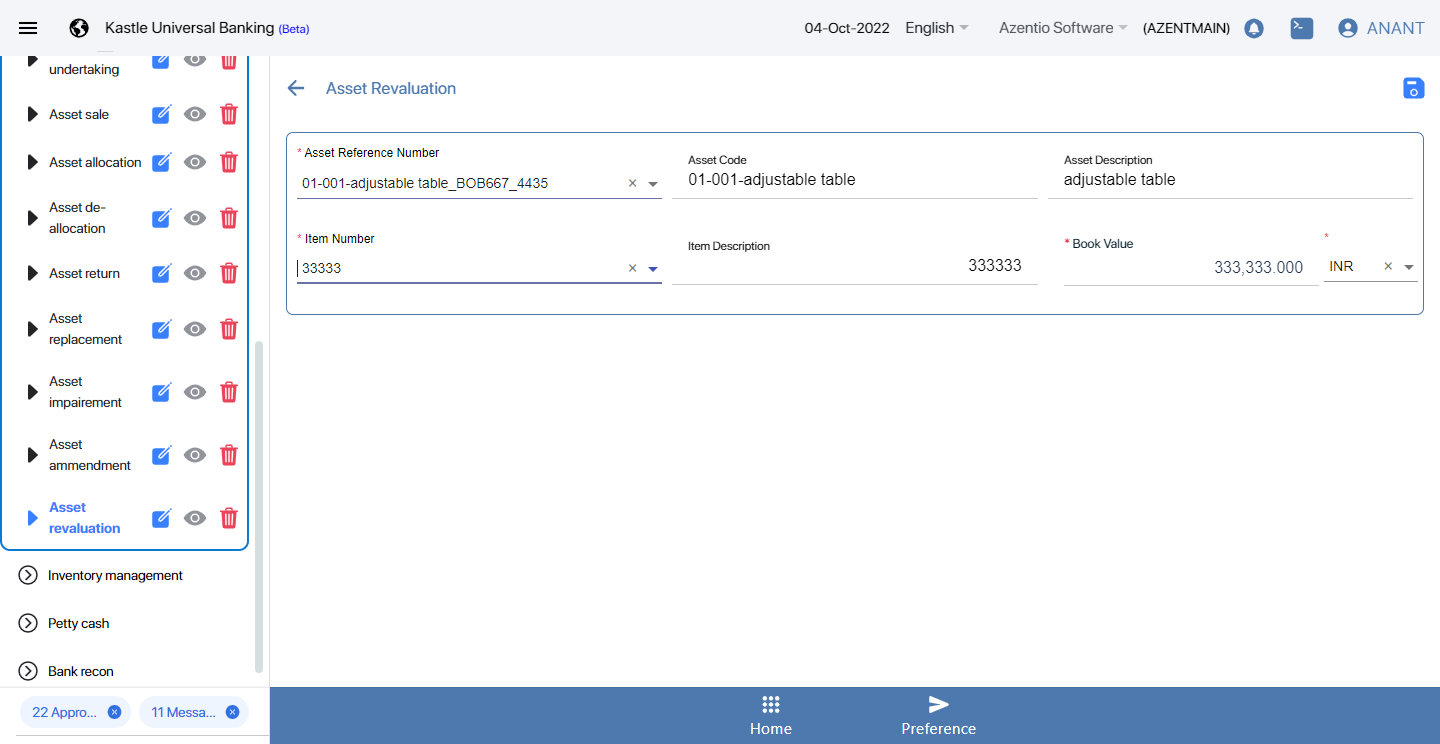 Kastle Universal Banking (Beta)
04-Oct-2022
English
Azentio Software
(AZENTMAIN)
ANANT
undertaking
Asset sale
Asset allocation
Asset de-
allocation
Asset return
Asset
replacement
Asset
impairement
Asset
ammendment
Asset
revaluation
Inventory management
Petty cash
Bank recon
22 Appro...
11 Messa...
Asset Revaluation
* Asset Reference Number
01-001-adjustable table_BOB667_4435
Asset Code
01-001-adjustable table
Asset Description
adjustable table
* Item Number
33333
Item Description
333333
* Book Value
333,333.000
*
INR
Home
Preference